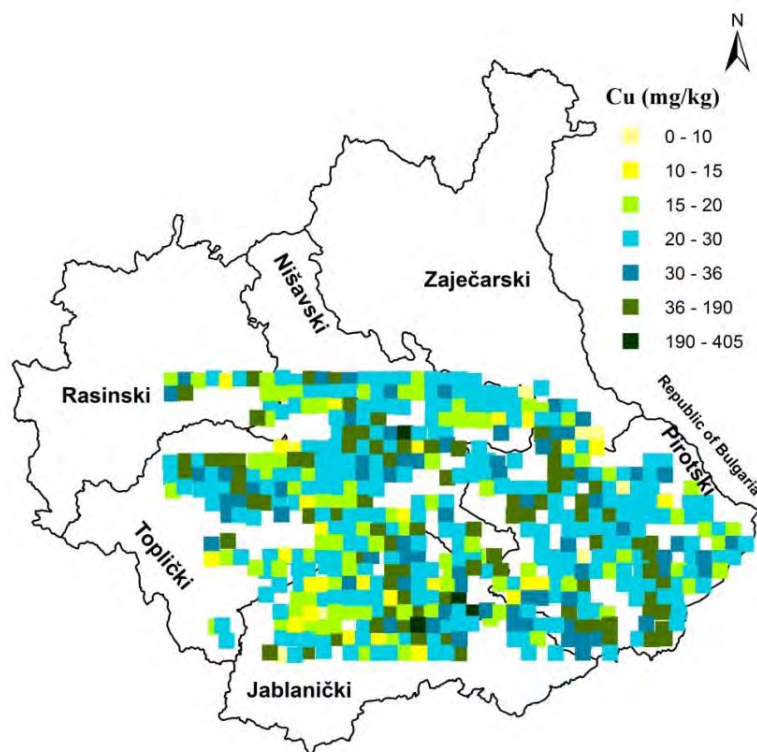 N
Cu (mg/kg)
0 - 10
10 - 15
15 - 20
20 - 30
30 - 36
36 - 190
190 - 405
Nišavski
Zaječarski
Rasinski
Republic of Bulgaria
Pirotški
Toplički
Jablanički